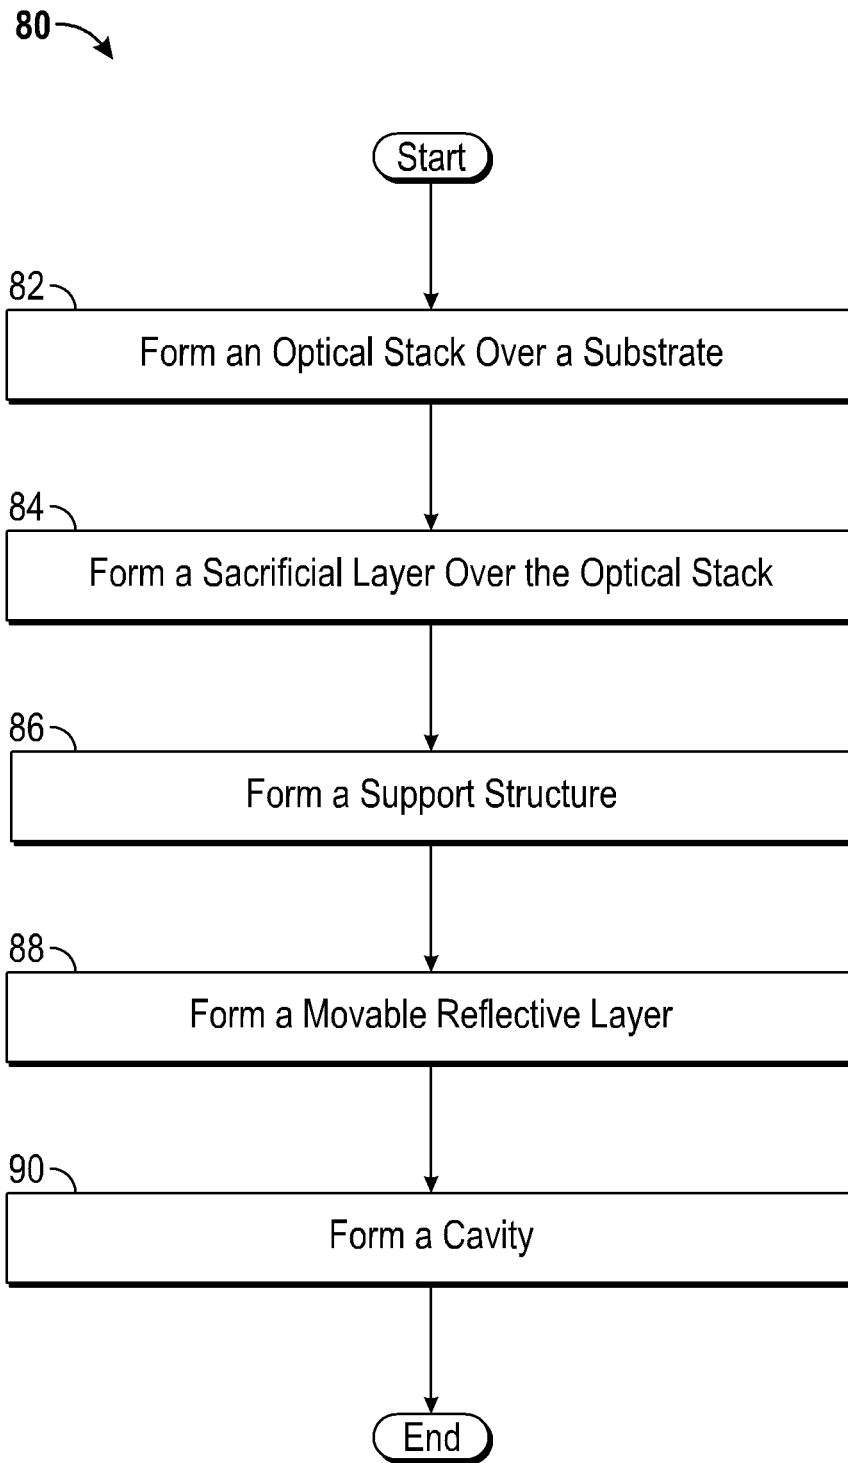 80
Start
82
Form an Optical Stack Over a Substrate
84
Form a Sacrificial Layer Over the Optical Stack
86
Form a Support Structure
88
Form a Movable Reflective Layer
90
Form a Cavity
End